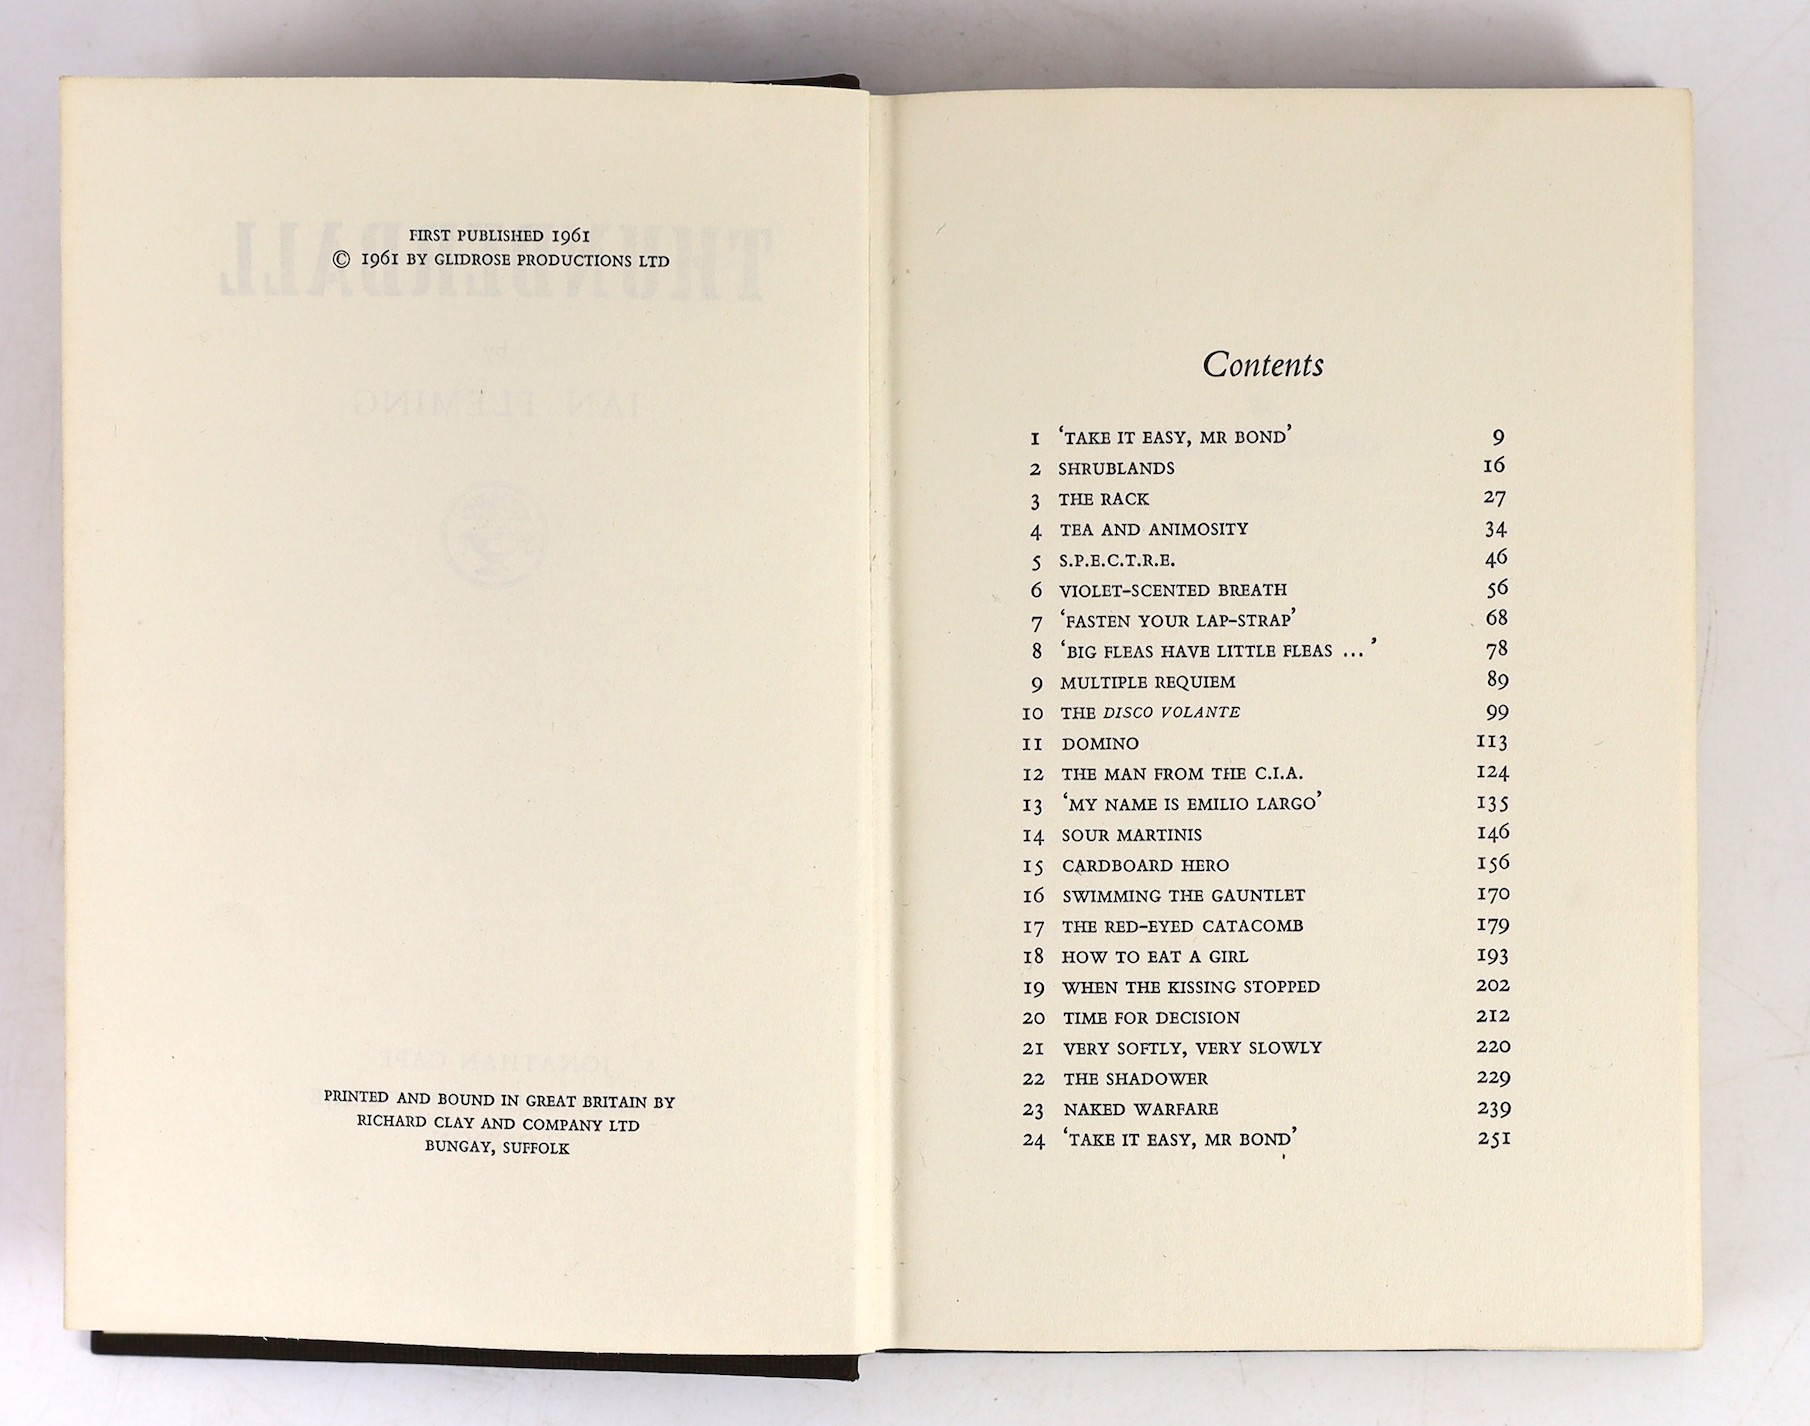 FIRST PUBLISHED 1961
© 1961 BY GLIDROSE PRODUCTIONS LTD
THUNDERBALL
BY
IAN FLEMING
JONATHAN CAPE
PRINTED AND BOUND IN GREAT BRITAIN BY
RICHARD CLAY AND COMPANY LTD
BUNGAY, SUFFOLK
Contents
1 ‘TAKE IT EASY, MR BOND’ 9
2 SHRUBLANDS 16
3 THE RACK 27
4 TEA AND ANIMOSITY 34
5 S.P.E.C.T.R.E. 46
6 VIOLET-SCENTED BREATH 56
7 ‘FASTEN YOUR LAP-STRAP’ 68
8 ‘BIG FLEAS HAVE LITTLE FLEAS ... ’ 78
9 MULTIPLE REQUIEM 89
10 THE DISCO VOLANTE 99
11 DOMINO 113
12 THE MAN FROM THE C.I.A. 124
13 ‘MY NAME IS EMILIO LARGO’ 135
14 SOUR MARTINIS 146
15 CARDBOARD HERO 156
16 SWIMMING THE GAUNTLET 170
17 THE RED-EYED CATACOMB 179
18 HOW TO EAT A GIRL 193
19 WHEN THE KISSING STOPPED 202
20 TIME FOR DECISION 212
21 VERY SOFTLY, VERY SLOWLY 220
22 THE SHADOWER 229
23 NAKED WARFARE 239
24 ‘TAKE IT EASY, MR BOND’ 251